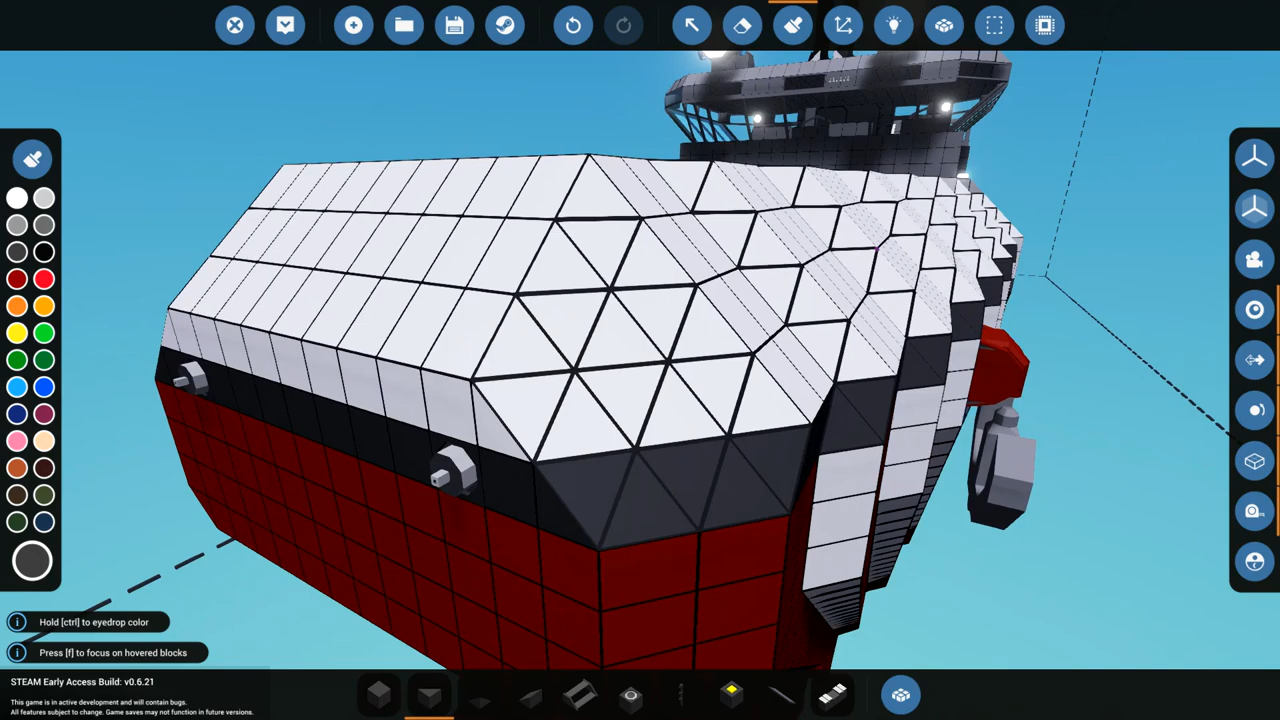 Hold [ctrl] to eyedrop color
Press [f] to focus on hovered blocks
STEAM Early Access Build: v0.6.21
This game is in active development and will contain bugs.
All features subject to change. Game saves may not function in future versions.